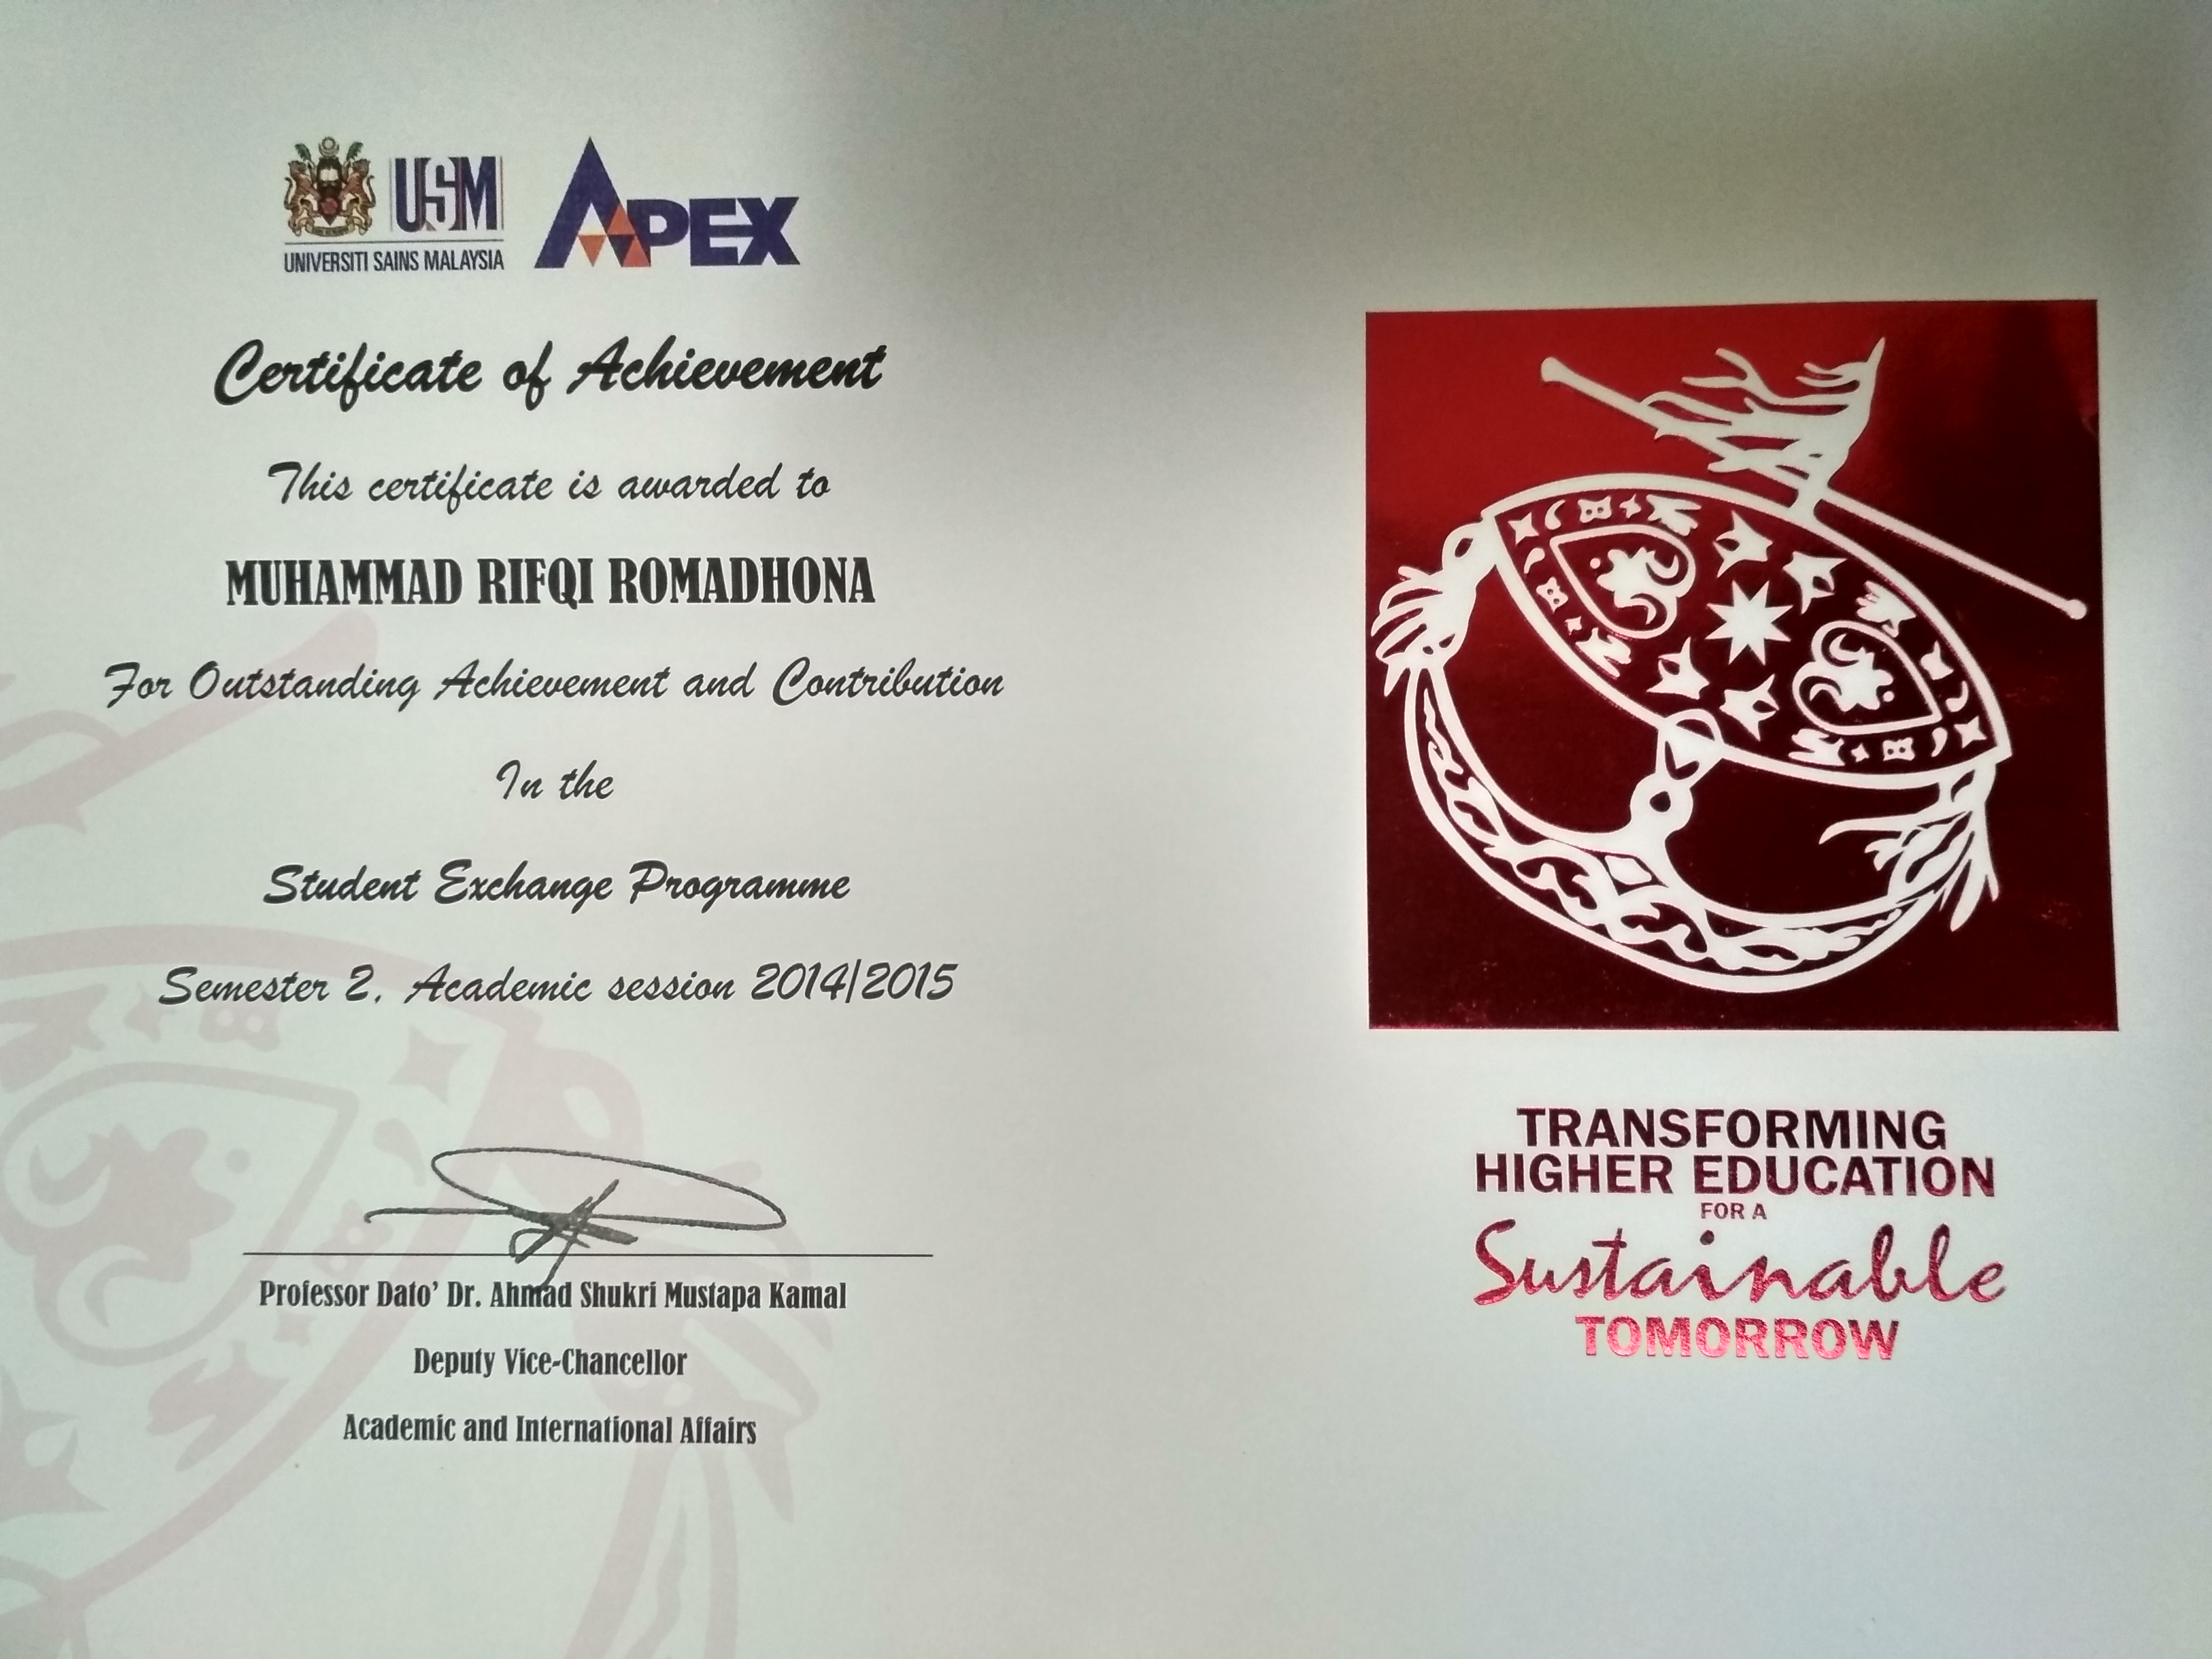 USM
UNIVERSITI SAINS MALAYSIA
APEX
Certificate of Achievement
This certificate is awarded to
MUHAMMAD RIFQI ROMADHONA
For Outstanding Achievement and Contribution
In the
Student Exchange Programme
Semester 2, Academic session 2014/2015
Professor Dato' Dr. Ahmad Shukri Mustapa Kamal
Deputy Vice-Chancellor
Academic and International Affairs
TRANSFORMING
HIGHER EDUCATION
FOR A
Sustainable
TOMORROW